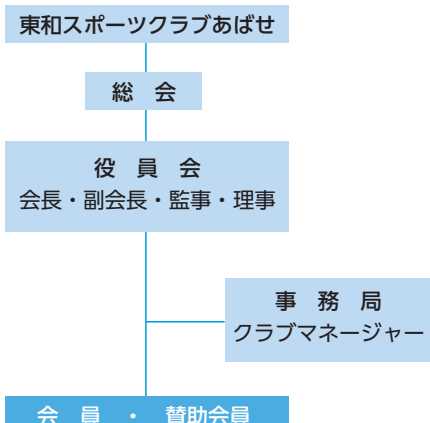 東和スポーツクラブあばせ
総　会
役　員　会
会長・副会長・監事・理事
事　務　局
クラブマネージャー
会　員　・　賛助会員